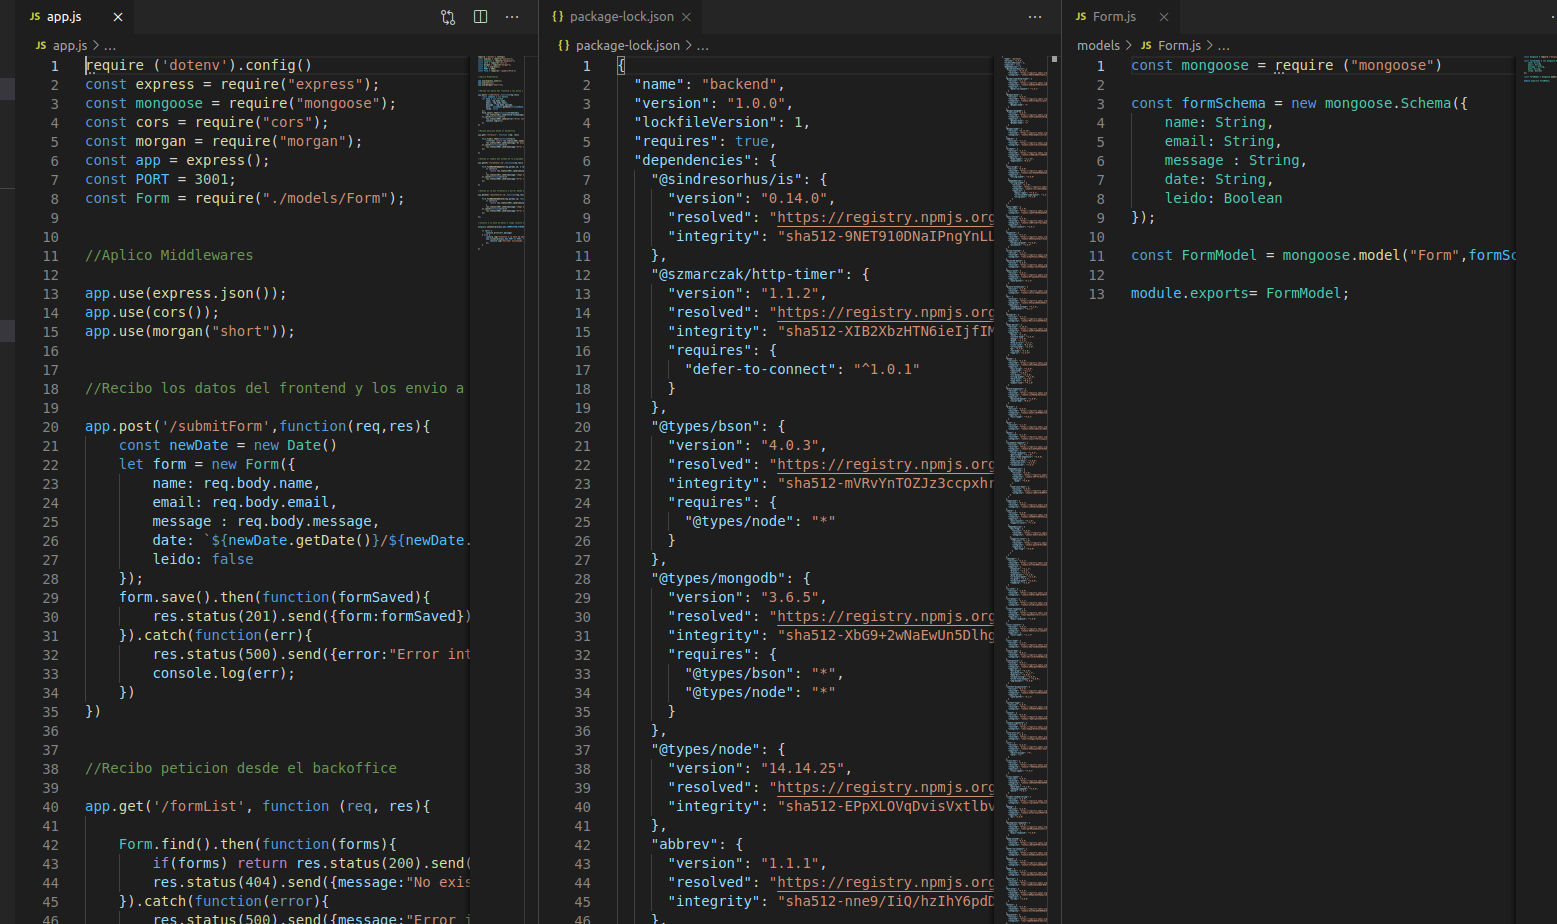 JS app.js ×
JS app.js > ...
1 require ('dotenv').config()
2 const express = require("express");
3 const mongoose = require("mongoose");
4 const cors = require("cors");
5 const morgan = require("morgan");
6 const app = express();
7 const PORT = 3001;
8 const Form = require("./models/Form");
9
10
11 //Aplico Middlewares
12
13 app.use(express.json());
14 app.use(cors());
15 app.use(morgan("short"));
16
17
18 //Recibo los datos del frontend y los envio a
19
20 app.post('/submitForm',function(req,res){
21 const newDate = new Date()
22 let form = new Form({
23 name: req.body.name,
24 email: req.body.email,
25 message : req.body.message,
26 date: `${newDate.getDate()}/${newDate.
27 leido: false
28 });
29 form.save().then(function(formSaved){
30 res.status(201).send({form:formSaved})
31 }).catch(function(err){
32 res.status(500).send({error:"Error int
33 console.log(err);
34 })
35 })
36
37
38 //Recibo peticion desde el backoffice
39
40 app.get('/formList', function (req, res){
41
42 Form.find().then(function(forms){
43 if(forms) return res.status(200).send(
44 res.status(404).send({message:"No exis
45 }).catch(function(error){
46 res.status(500).send({message:"Error i
{} package-lock.json ×
{} package-lock.json > ...
1 {
2 "name": "backend",
3 "version": "1.0.0",
4 "lockfileVersion": 1,
5 "requires": true,
6 "dependencies": {
7 "@sindresorhus/is": {
8 "version": "0.14.0",
9 "resolved": "https://registry.npmjs.org
10 "integrity": "sha512-9NET910DNaIPngYnLL
11 },
12 "@szmarczak/http-timer": {
13 "version": "1.1.2",
14 "resolved": "https://registry.npmjs.org
15 "integrity": "sha512-XIB2XbzHTN6ieIjfIM
16 "requires": {
17 "defer-to-connect": "^1.0.1"
18 }
19 },
20 "@types/bson": {
21 "version": "4.0.3",
22 "resolved": "https://registry.npmjs.org
23 "integrity": "sha512-mVRvYnTOZJz3ccpxhr
24 "requires": {
25 "@types/node": "*"
26 }
27 },
28 "@types/mongodb": {
29 "version": "3.6.5",
30 "resolved": "https://registry.npmjs.org
31 "integrity": "sha512-XbG9+2wNaEwUn5Dlhg
32 "requires": {
33 "@types/bson": "*",
34 "@types/node": "*"
35 }
36 },
37 "@types/node": {
38 "version": "14.14.25",
39 "resolved": "https://registry.npmjs.org
40 "integrity": "sha512-EPpXLOVqDvisVxtlbv
41 },
42 "abbrev": {
43 "version": "1.1.1",
44 "resolved": "https://registry.npmjs.org
45 "integrity": "sha512-nne9/IiQ/hzIhY6pdD
46 },
JS Form.js ×
models > JS Form.js > ...
1 const mongoose = require ("mongoose")
2
3 const formSchema = new mongoose.Schema({
4 name: String,
5 email: String,
6 message : String,
7 date: String,
8 leido: Boolean
9 });
10
11 const FormModel = mongoose.model("Form",formSc
12
13 module.exports= FormModel;